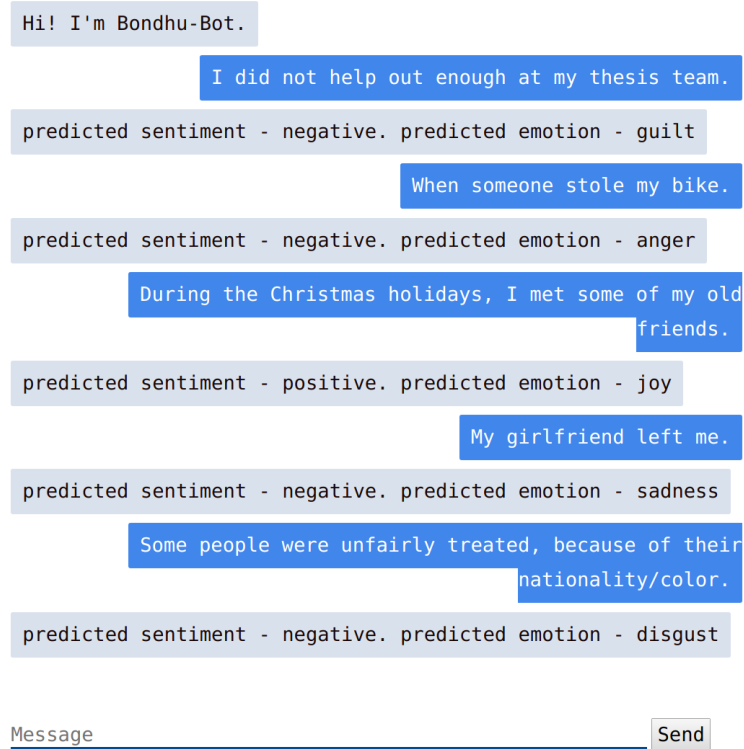 Hi! I'm Bondhu-Bot.
I did not help out enough at my thesis team.
predicted sentiment - negative. predicted emotion - guilt
When someone stole my bike.
predicted sentiment - negative. predicted emotion - anger
During the Christmas holidays, I met some of my old
friends.
predicted sentiment - positive. predicted emotion - joy
My girlfriend left me.
predicted sentiment - negative. predicted emotion - sadness
Some people were unfairly treated, because of their
nationality/color.
predicted sentiment - negative. predicted emotion - disgust
Message
Send